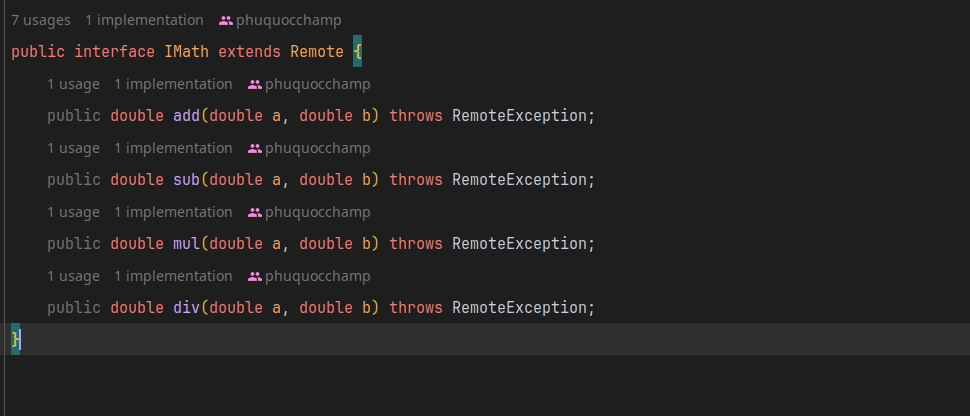 7 usages 1 implementation phuquocchamp
public interface IMath extends Remote {
1 usage 1 implementation phuquocchamp
public double add(double a, double b) throws RemoteException;
1 usage 1 implementation phuquocchamp
public double sub(double a, double b) throws RemoteException;
1 usage 1 implementation phuquocchamp
public double mul(double a, double b) throws RemoteException;
1 usage 1 implementation phuquocchamp
public double div(double a, double b) throws RemoteException;
}